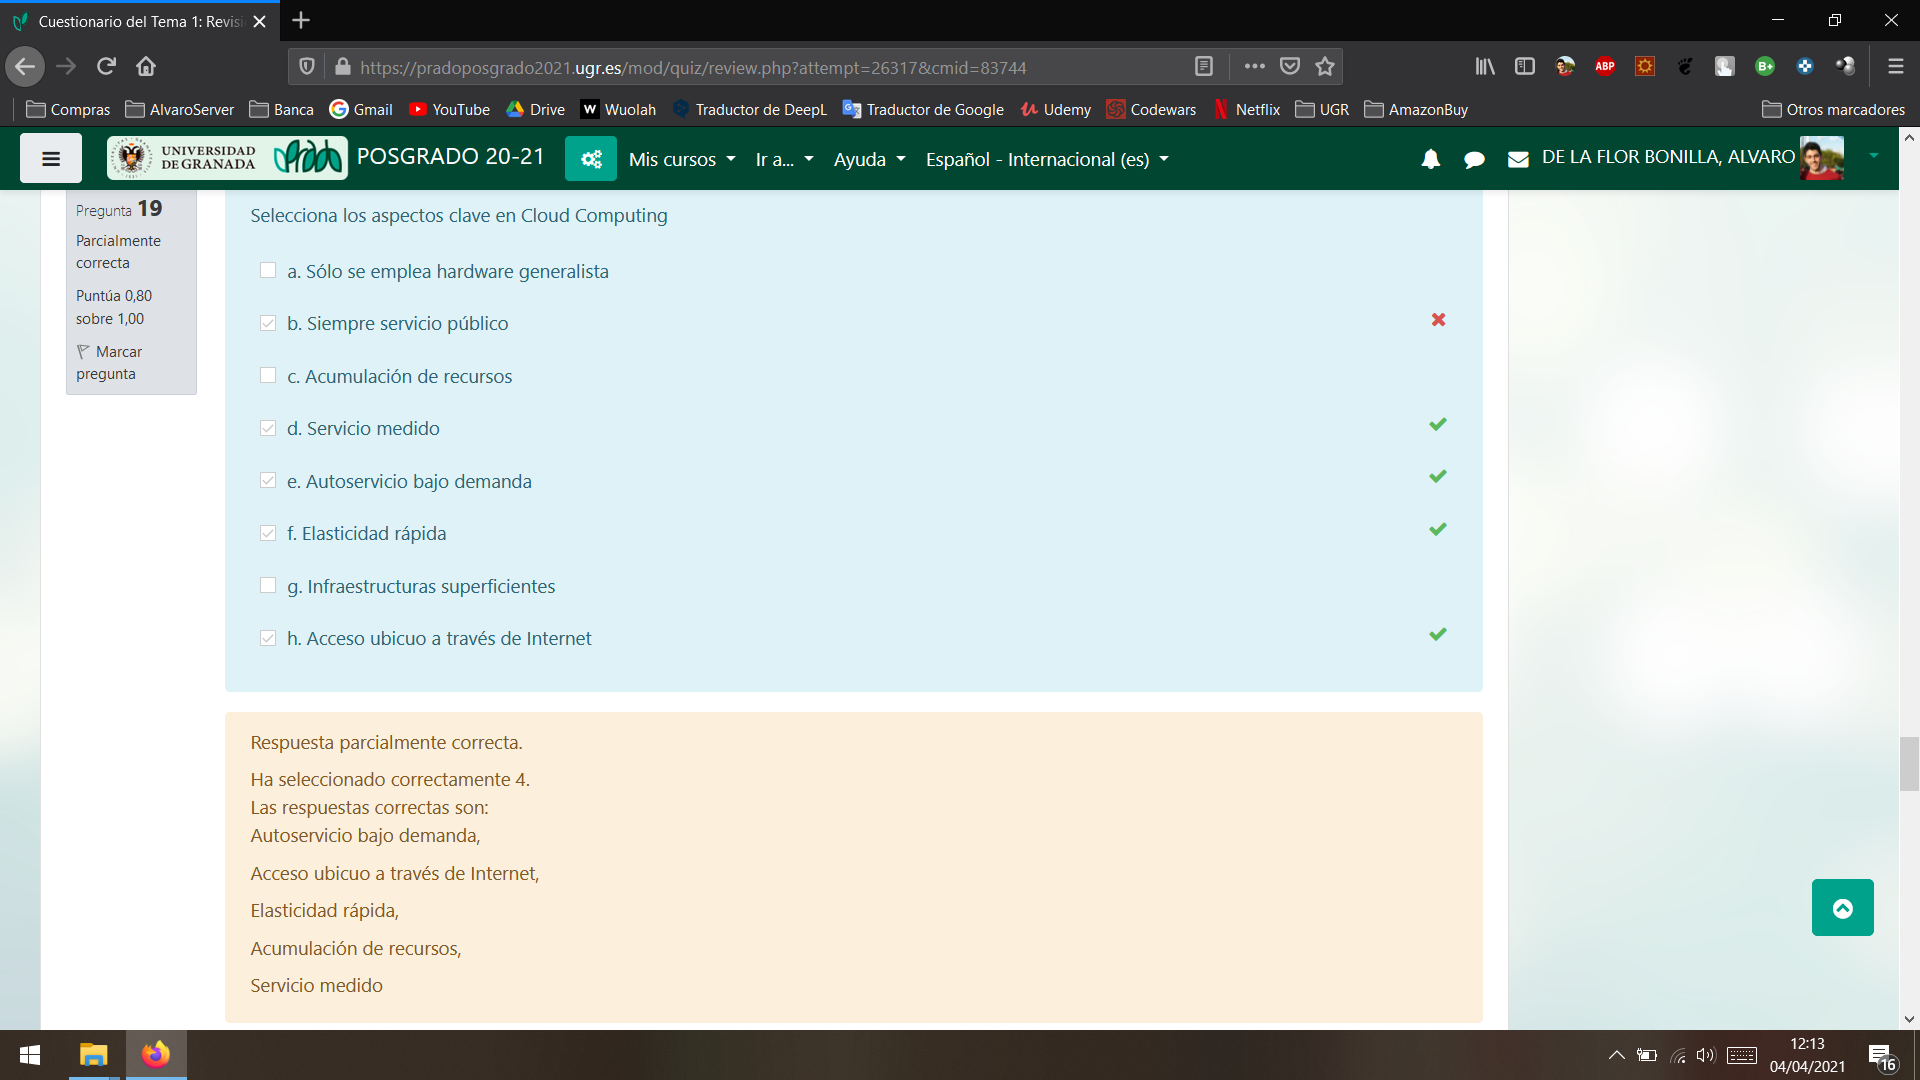 Cuestionario del Tema 1: Revisi
https://pradoposgrado2021.ugr.es/mod/quiz/review.php?attempt=26317&cmid=83744
ABP
B+
Compras
AlvaroServer
Banca
Gmail
YouTube
Drive
Wuolah
Traductor de DeepL
Traductor de Google
Udemy
Codewars
Netflix
UGR
AmazonBuy
Otros marcadores
UNIVERSIDAD
DE GRANADA
Prado
POSGRADO 20-21
Mis cursos
Ir a...
Ayuda
Español - Internacional (es)
DE LA FLOR BONILLA, ALVARO
Pregunta 19
Parcialmente
correcta
Puntúa 0,80
sobre 1,00
Marcar
pregunta
Selecciona los aspectos clave en Cloud Computing
a. Sólo se emplea hardware generalista
b. Siempre servicio público
c. Acumulación de recursos
d. Servicio medido
e. Autoservicio bajo demanda
f. Elasticidad rápida
g. Infraestructuras superficientes
h. Acceso ubicuo a través de Internet
Respuesta parcialmente correcta.
Ha seleccionado correctamente 4.
Las respuestas correctas son:
Autoservicio bajo demanda,
Acceso ubicuo a través de Internet,
Elasticidad rápida,
Acumulación de recursos,
Servicio medido
12:13
04/04/2021
16